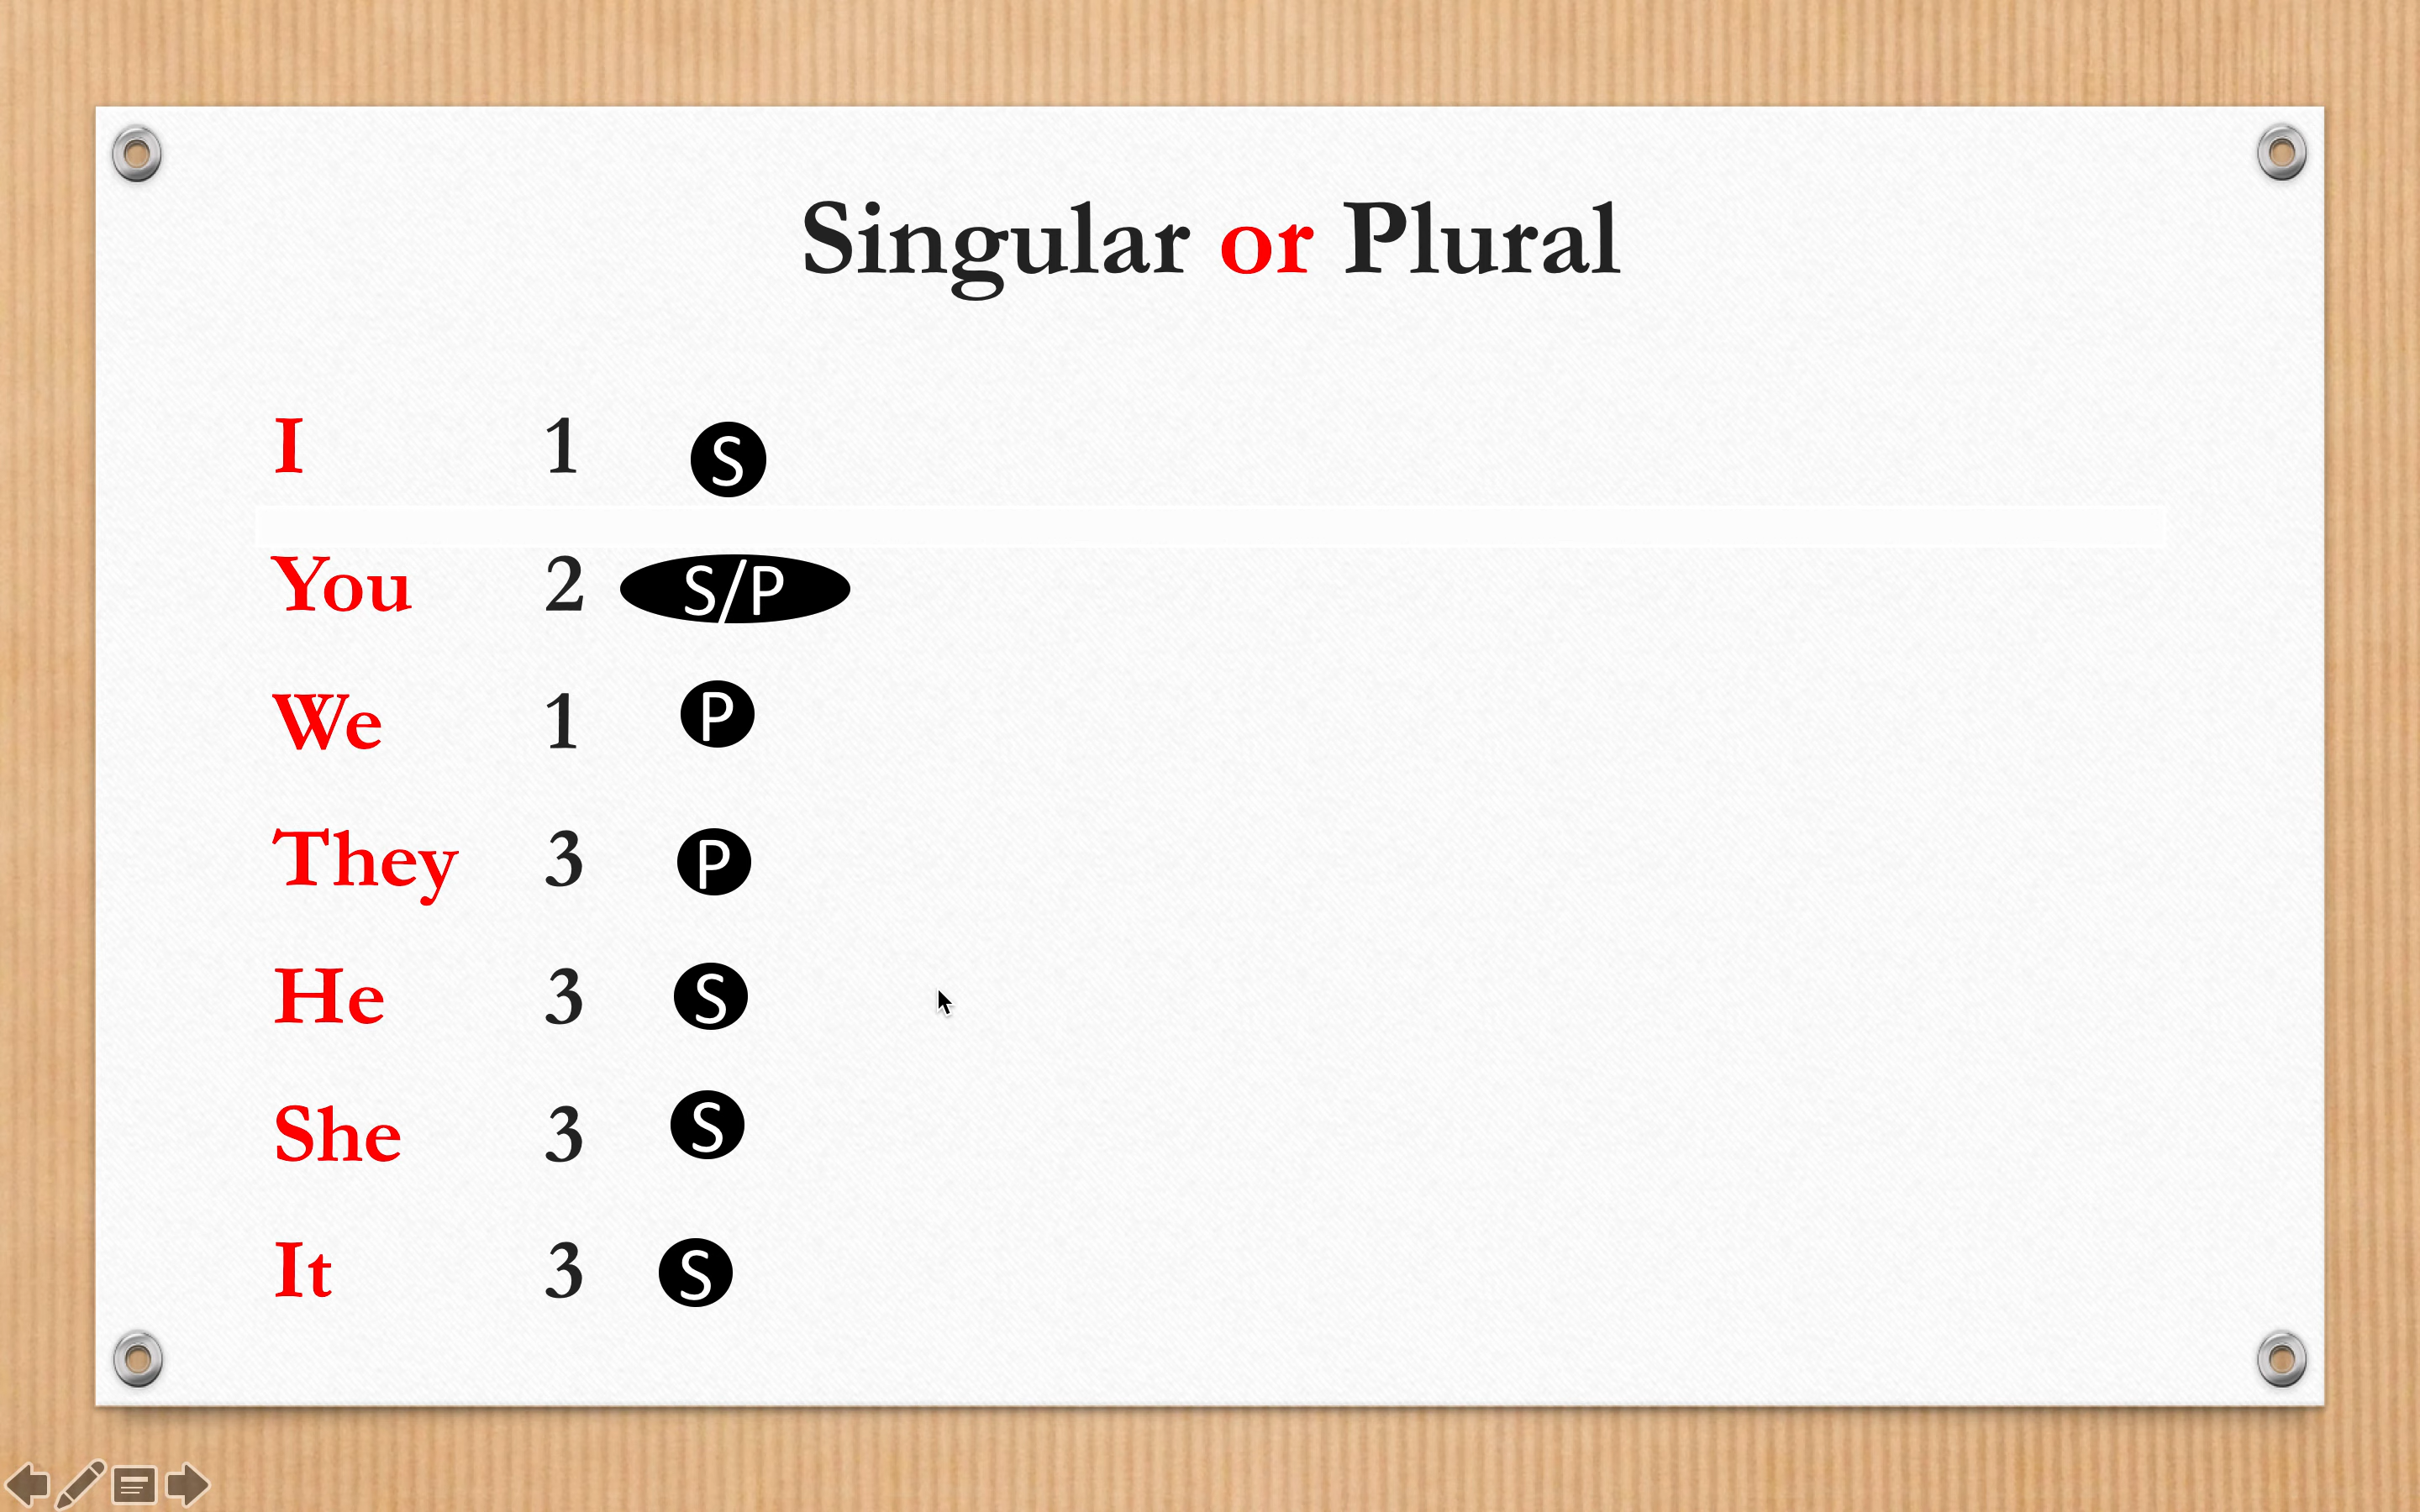 Singular or Plural
I 1 S
You 2 S/P
We 1 P
They 3 P
He 3 S
She 3 S
It 3 S